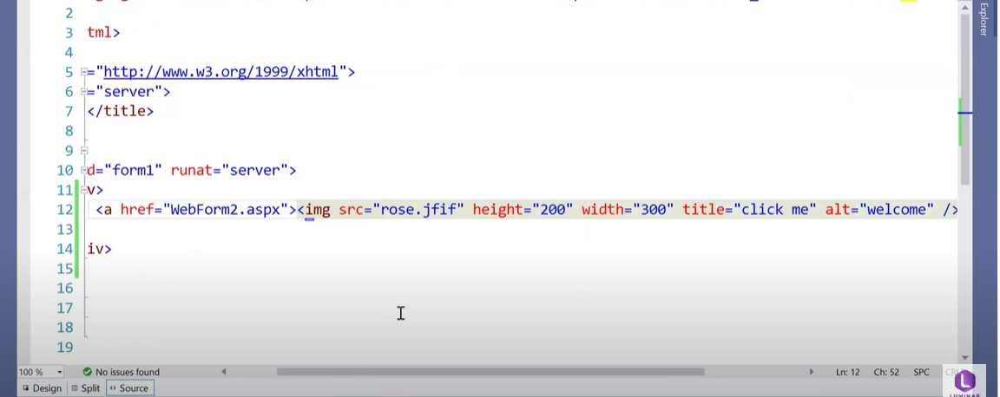 Explorer
2
3 tml>
4
5 ="http://www.w3.org/1999/xhtml">
6 ="server">
7 </title>
8
9
10 d="form1" runat="server">
11 v>
12 <a href="WebForm2.aspx"><img src="rose.jfif" height="200" width="300" title="click me" alt="welcome" />
13
14 iv>
15
16
17
18
19
100 % No issues found Ln: 12 Ch: 52 SPC
Design Split Source
LUMINAR